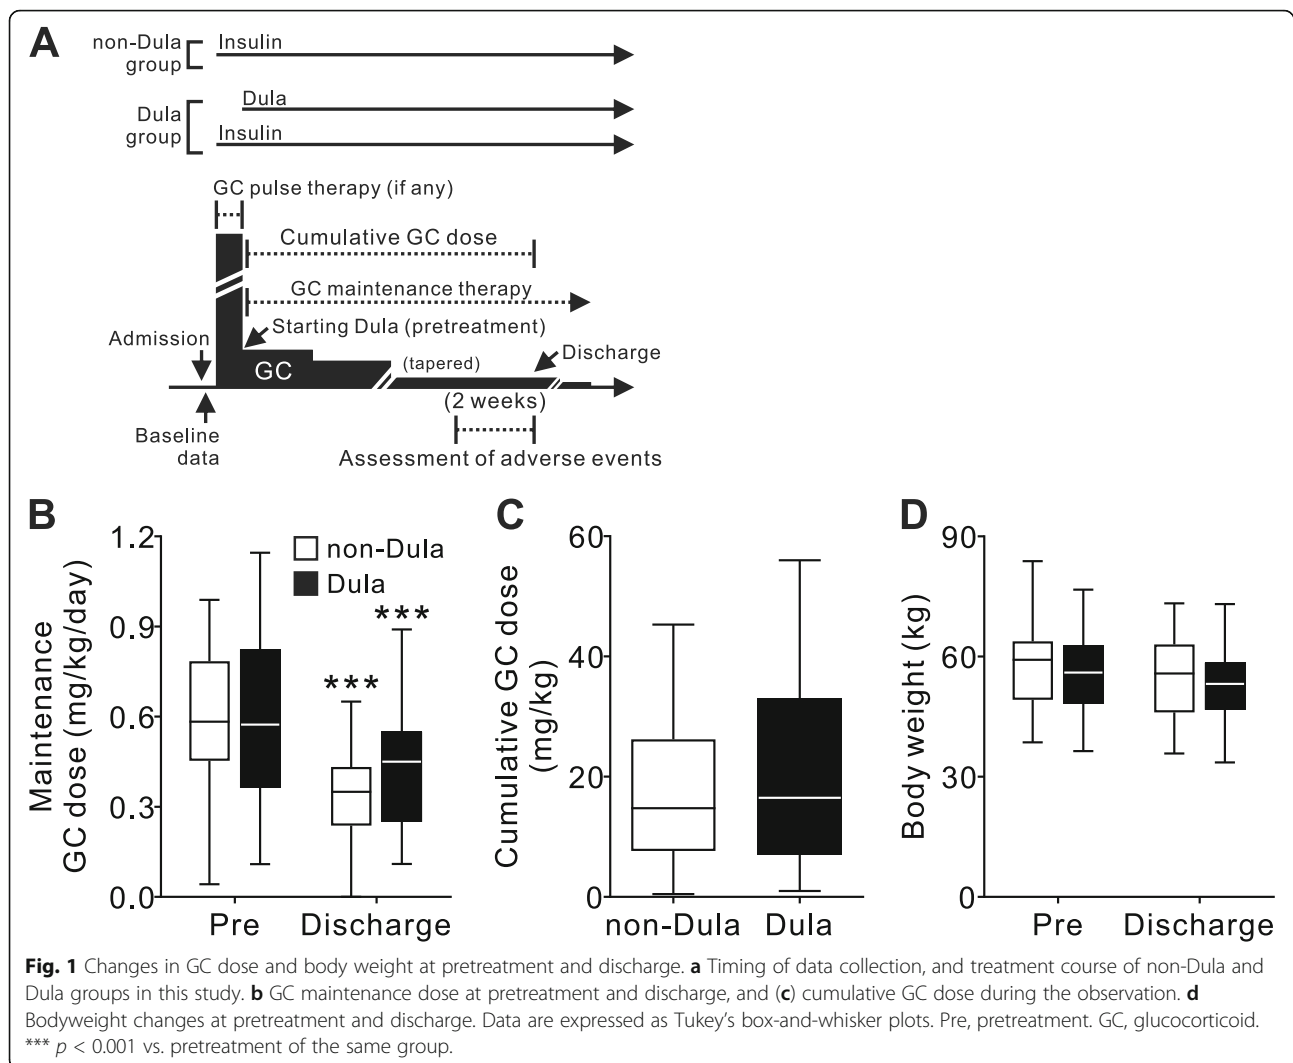 A
non-Dula
group
Insulin
Dula
group
Dula
Insulin
GC pulse therapy (if any)
Cumulative GC dose
GC maintenance therapy
Starting Dula (pretreatment)
Admission
Discharge
GC
(tapered)
(2 weeks)
Baseline
data
Assessment of adverse events
B
Maintenance
GC dose (mg/kg/day)
1.2
0.9
0.6
0.3
0.0
non-Dula
Dula
***
***
Pre
Discharge
C
Cumulative GC dose
(mg/kg)
60
40
20
0
non-Dula
Dula
D
Body weight (kg)
90
60
30
0
Pre
Discharge
Fig. 1 Changes in GC dose and body weight at pretreatment and discharge. a Timing of data collection, and treatment course of non-Dula and
Dula groups in this study. b GC maintenance dose at pretreatment and discharge, and (c) cumulative GC dose during the observation. d
Bodyweight changes at pretreatment and discharge. Data are expressed as Tukey's box-and-whisker plots. Pre, pretreatment. GC, glucocorticoid.
*** p < 0.001 vs. pretreatment of the same group.